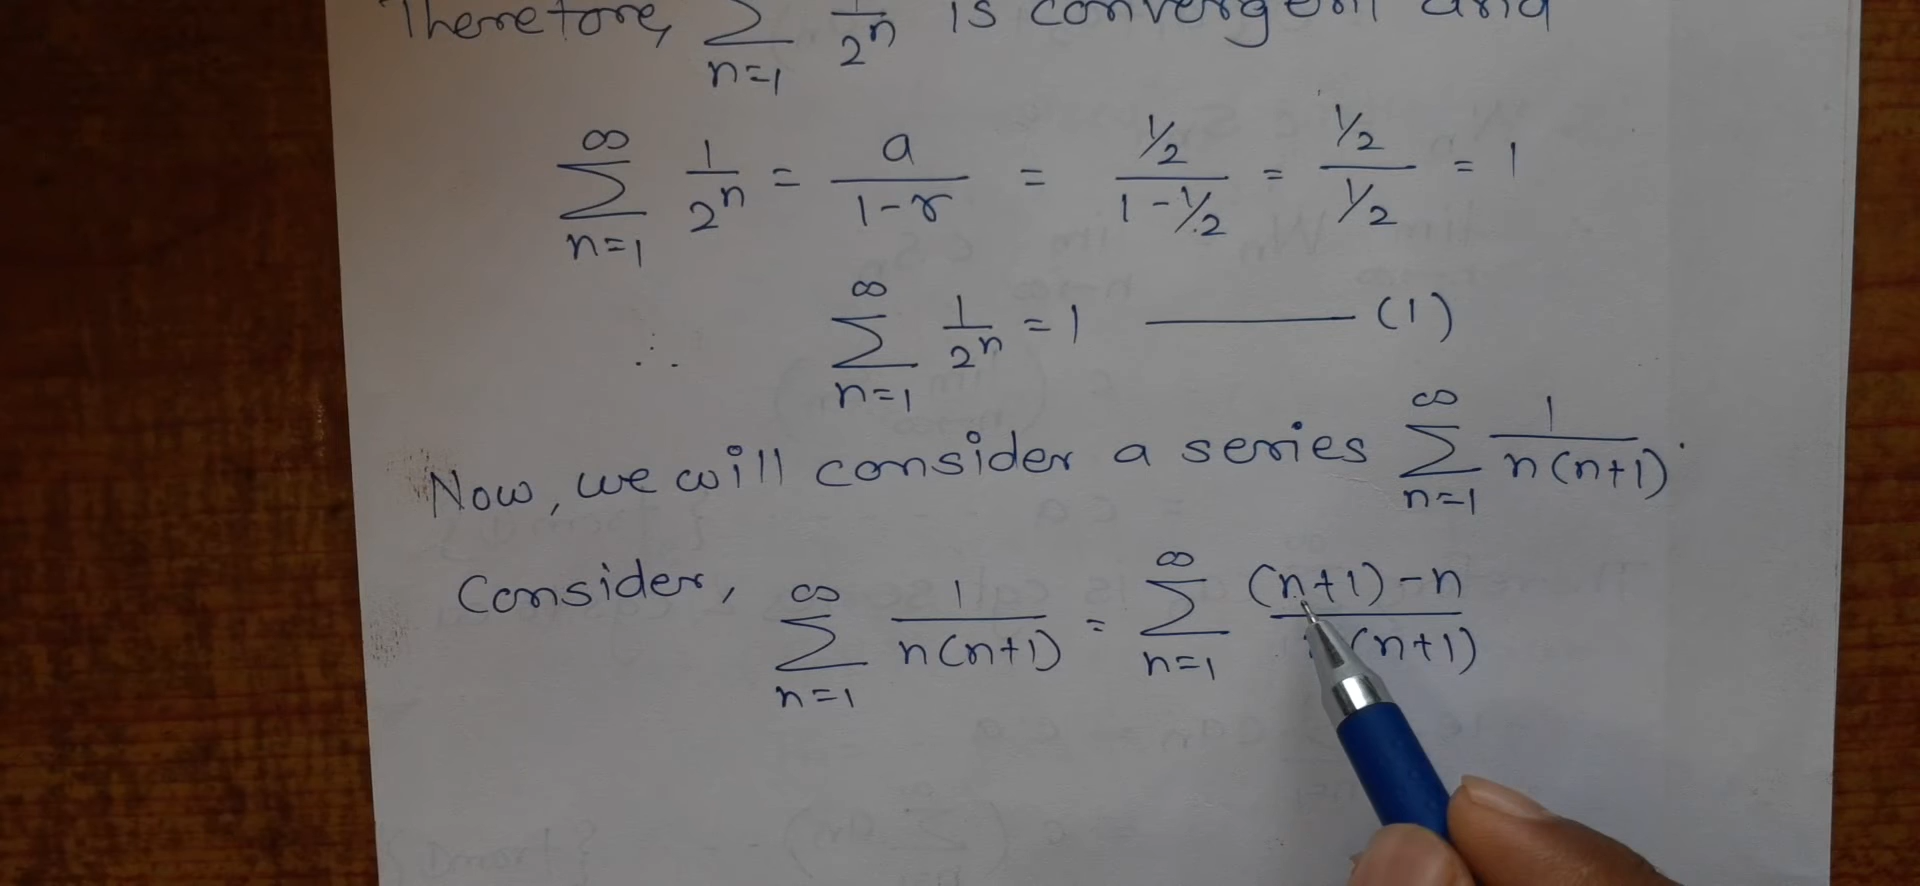 Therefore, ∑_{n=1} 1/2^n is convergent and
∑_{n=1}^{∞} 1/2^n = a/(1-r) = (1/2)/(1-1/2) = (1/2)/(1/2) = 1
∴ ∑_{n=1}^{∞} 1/2^n = 1 ——— (1)
Now, we will consider a series ∑_{n=1}^{∞} 1/n(n+1).
Consider, ∑_{n=1}^{∞} 1/n(n+1) = ∑_{n=1}^{∞} ((n+1)-n)/(n+1)